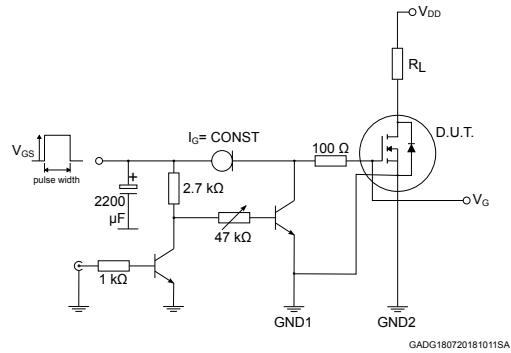 VDD
RL
IG= CONST
D.U.T.
100 Ω
VGS
pulse width
+
2.7 kΩ
2200
μF
VG
47 kΩ
1 kΩ
GND1
GND2
GADG180720181011SA